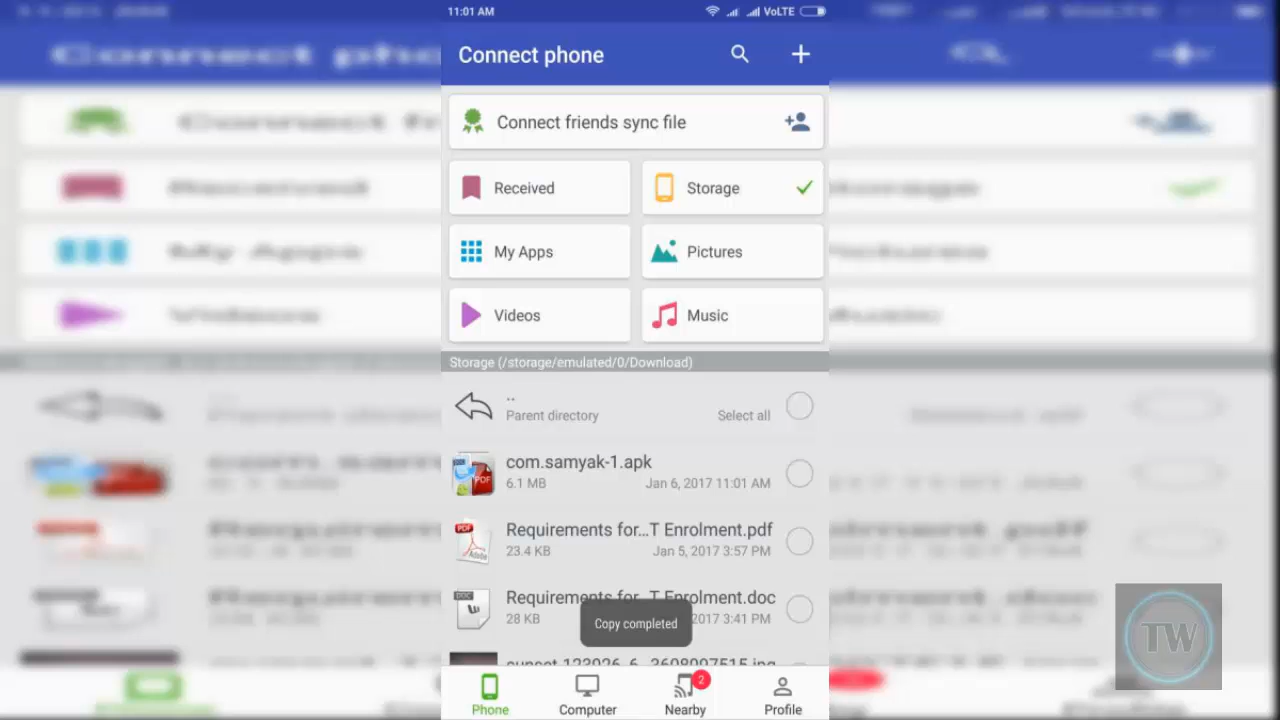 11:01 AM VoLTE
Connect phone
Connect friends sync file
Received Storage
My Apps Pictures
Videos Music
Storage (/storage/emulated/0/Download)
..
Parent directory Select all
com.samyak-1.apk
6.1 MB Jan 6, 2017 11:01 AM
PDF
Requirements for...T Enrolment.pdf
23.4 KB Jan 5, 2017 3:57 PM
Adobe
DOC
Requirements for...T Enrolment.doc
28 KB 2017 3:41 PM
Copy completed
TW
2
Phone Computer Nearby Profile